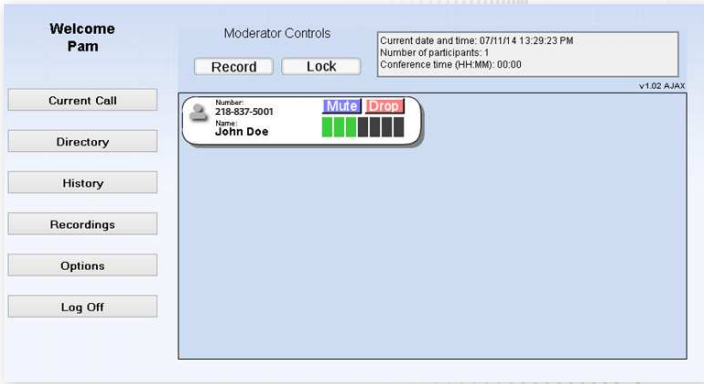 Welcome
Pam
Moderator Controls
Record
Lock
Current date and time: 07/11/14 13:29:23 PM
Number of participants: 1
Conference time (HH:MM): 00:00
v1.02 AJAX
Current Call
Directory
History
Recordings
Options
Log Off
Number:
218-837-5001
Name:
John Doe
Mute
Drop